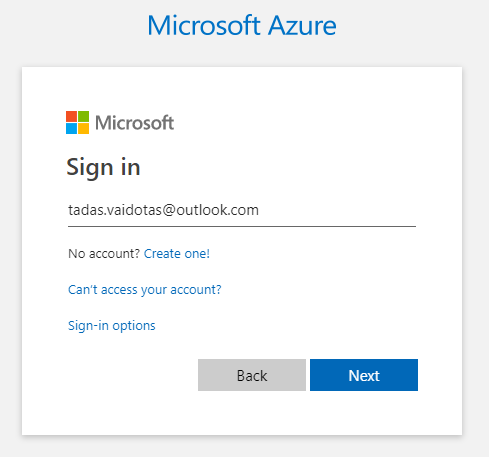 Microsoft Azure
Microsoft
Sign in
tadas.vaidotas@outlook.com
No account? Create one!
Can't access your account?
Sign-in options
Back Next